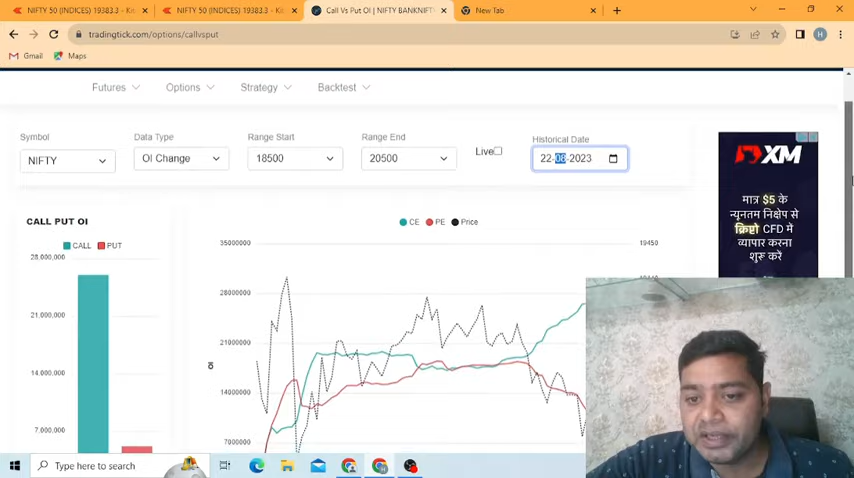 NIFTY 50 (INDICES) 19383.3 - Kit
NIFTY 50 (INDICES) 19383.3 - Kit
Call Vs Put OI | NIFTY BANKNIFT
New Tab
tradingtick.com/options/callvsput
H
Gmail
Maps
Futures
Options
Strategy
Backtest
Symbol
Data Type
Range Start
Range End
Live
Historical Date
NIFTY
OI Change
18500
20500
22-08-2023
XM
मात्र $5 के
न्यूनतम निक्षेप से
क्रिप्टो CFD में
व्यापार करना
शुरू करें
CALL PUT OI
CALL
PUT
CE
PE
Price
28,000,000
21,000,000
14,000,000
7,000,000
35000000
28000000
21000000
14000000
7000000
OI
19450
Type here to search